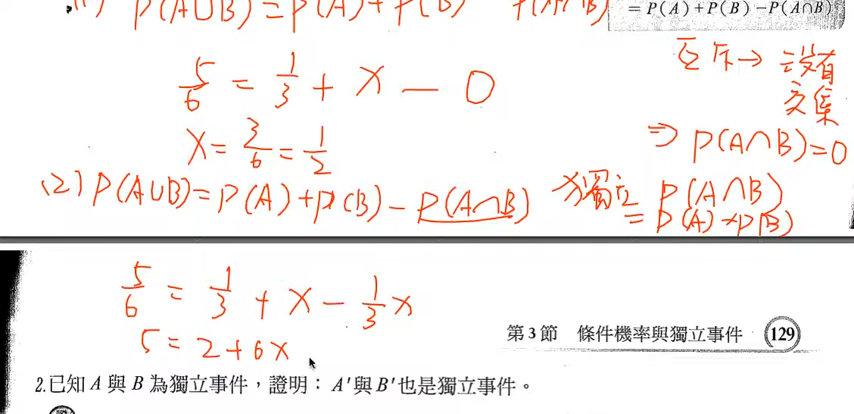 (1) P(A∪B)=P(A)+P(B)-P(A∩B)
=P(A)+P(B)-P(A∩B)
互斥→沒有
交集
⇒P(A∩B)=0
5/6 = 1/3 + x - 0
x = 3/6 = 1/2
(2) P(A∪B)=P(A)+P(B)-P(A∩B)
獨立 P(A∩B)
=P(A)×P(B)
5/6 = 1/3 + x - 1/3 x
5 = 2+6x
第3節 條件機率與獨立事件 129
2.已知A與B為獨立事件,證明:A'與B'也是獨立事件。